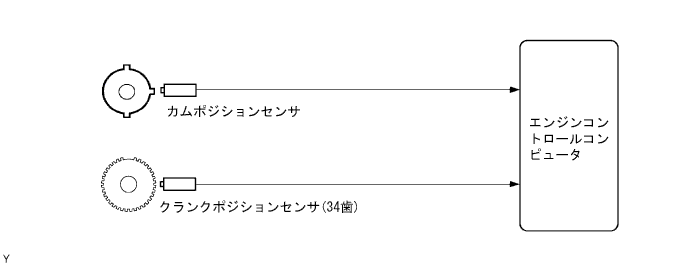 カムポジションセンサ
エンジンコン
トロールコン
ピュータ
クランクポジションセンサ(34歯)
Y